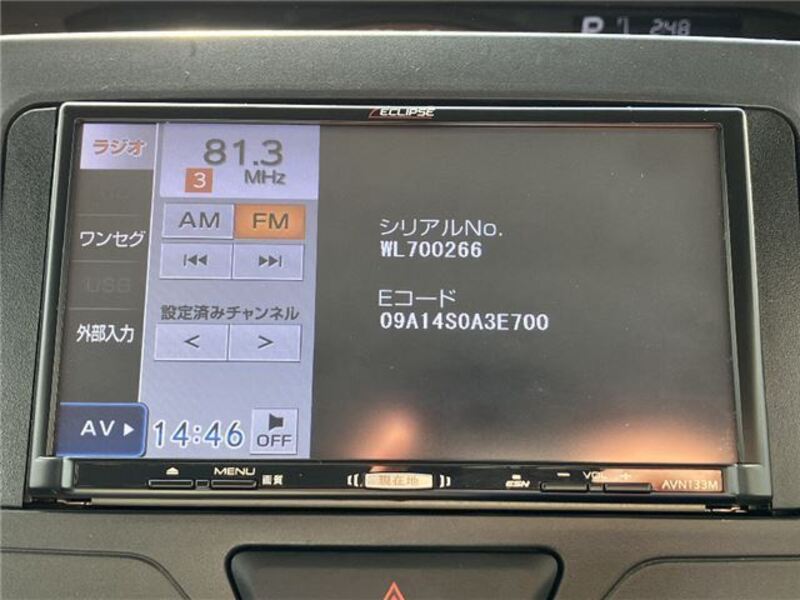 P 7 248
ECLIPSE
ラジオ
81.3
3 MHz
AM FM
ワンセグ
USB
設定済みチャンネル
外部入力
< >
AV
14:46
OFF
シリアルNo.
WL700266
Eコード
09A14S0A3E700
MENU
画質
現在地
ESN
VOL
AVN133M